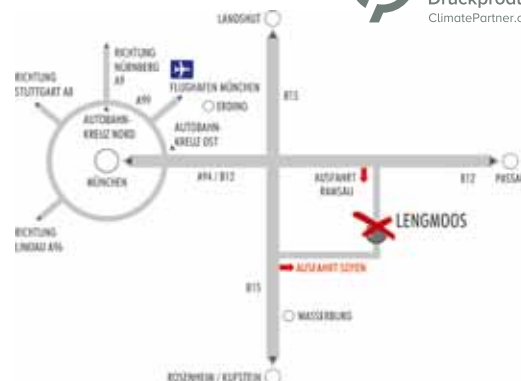 Druckprodu
ClimatePartner.c
LANDSHUT
RICHTUNG
NÜRNBERG
A9
RICHTUNG
STUTTGART A8
A99
FLUGHAFEN MÜNCHEN
ERDING
B15
AUTOBAHN-
KREUZ NORD
AUTOBAHN-
KREUZ OST
MÜNCHEN
A94 / B12
AUSFAHRT
RAMSAU
B12
PASSAU
LENGMOOS
RICHTUNG
LINDAU A96
AUSFAHRT SOYEN
B15
WASSERBURG
ROSENHEIM / KUFSTEIN